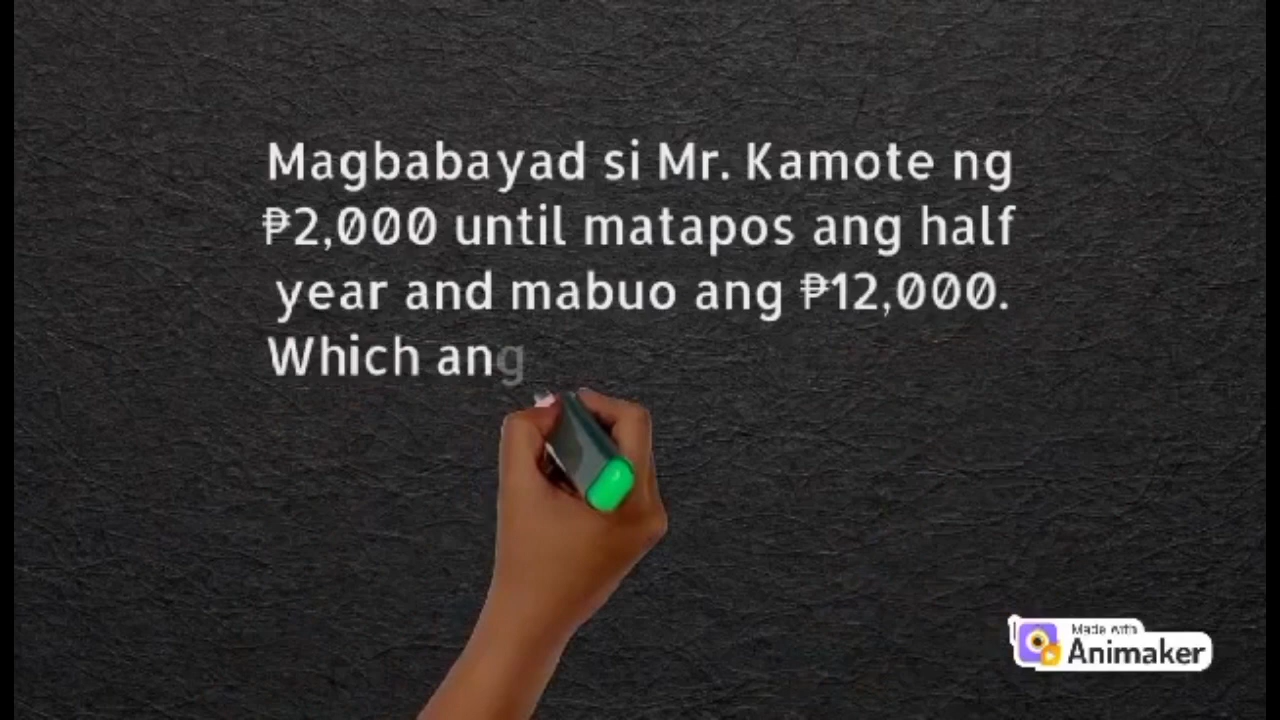 Magbabayad si Mr. Kamote ng
₱2,000 until matapos ang half
year and mabuo ang ₱12,000.
Which ang
Made with
Animaker